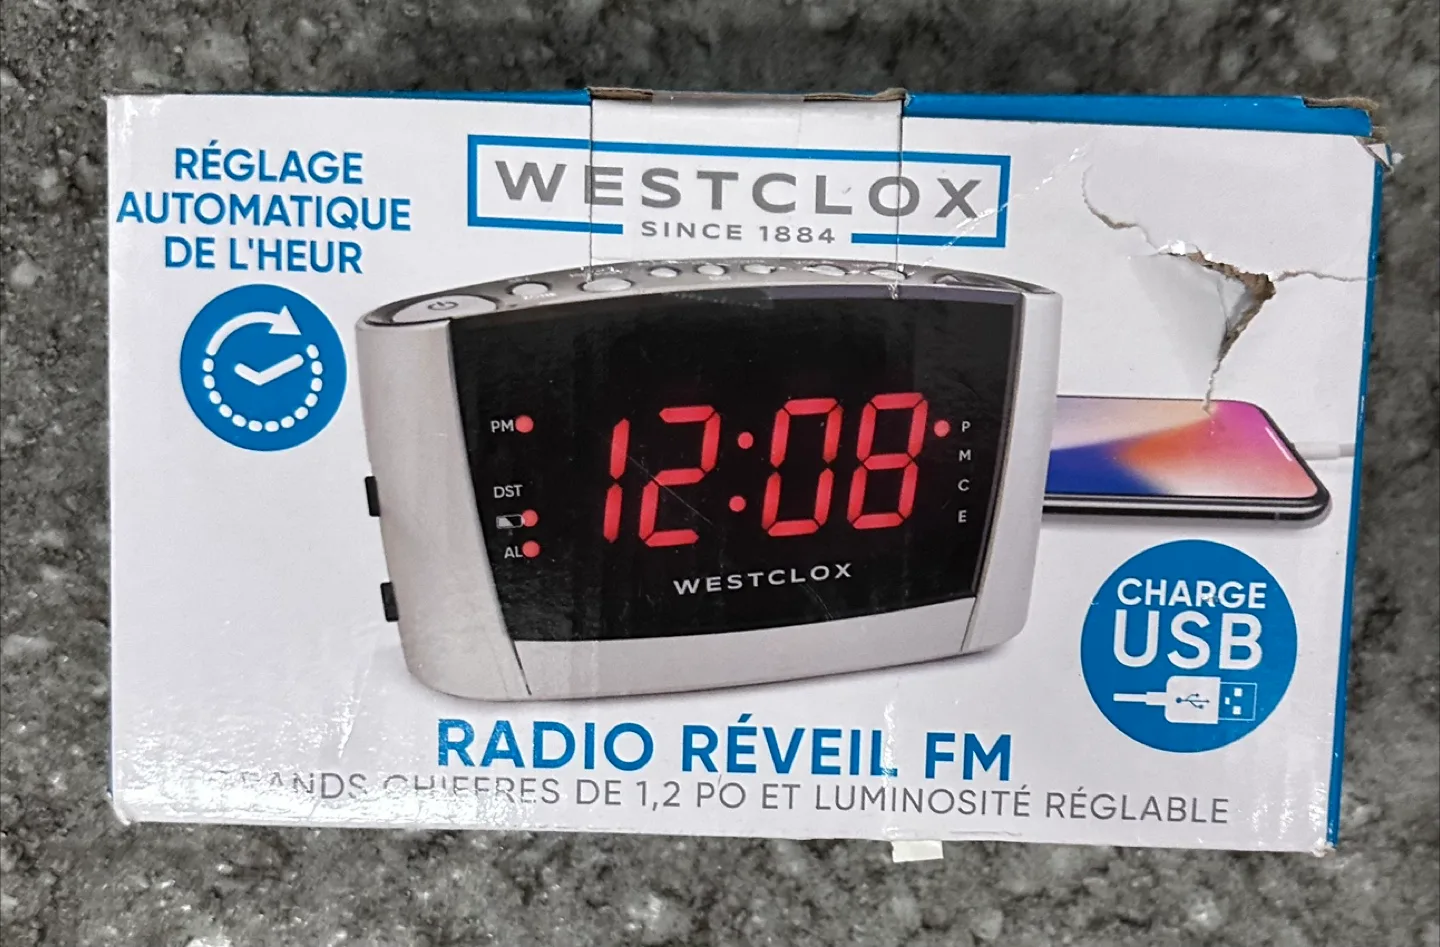 RÉGLAGE
AUTOMATIQUE
DE L'HEUR
WESTCLOX
SINCE 1884
PM
DST
AL
12:08
P
M
C
E
WESTCLOX
CHARGE
USB
RADIO RÉVEIL FM
GRANDS CHIFFRES DE 1,2 PO ET LUMINOSITÉ RÉGLABLE